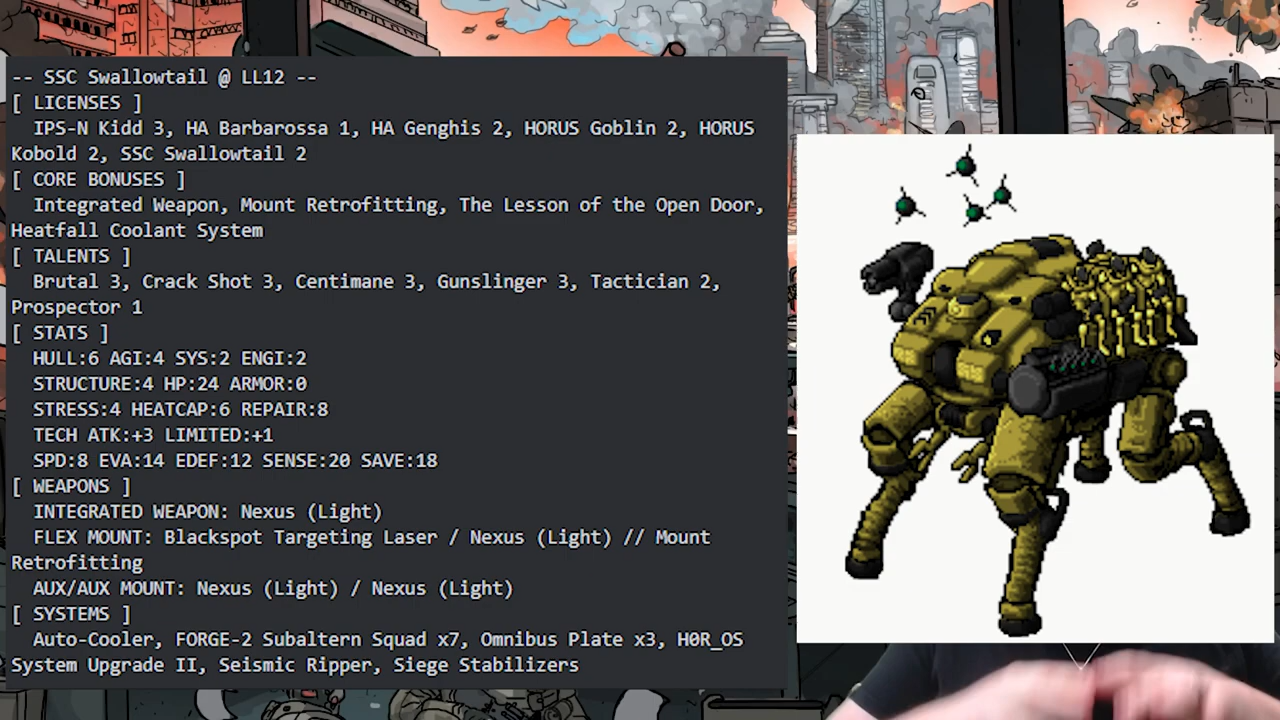 -- SSC Swallowtail @ LL12 --
[ LICENSES ]
IPS-N Kidd 3, HA Barbarossa 1, HA Genghis 2, HORUS Goblin 2, HORUS
Kobold 2, SSC Swallowtail 2
[ CORE BONUSES ]
Integrated Weapon, Mount Retrofitting, The Lesson of the Open Door,
Heatfall Coolant System
[ TALENTS ]
Brutal 3, Crack Shot 3, Centimane 3, Gunslinger 3, Tactician 2,
Prospector 1
[ STATS ]
HULL:6 AGI:4 SYS:2 ENGI:2
STRUCTURE:4 HP:24 ARMOR:0
STRESS:4 HEATCAP:6 REPAIR:8
TECH ATK:+3 LIMITED:+1
SPD:8 EVA:14 EDEF:12 SENSE:20 SAVE:18
[ WEAPONS ]
INTEGRATED WEAPON: Nexus (Light)
FLEX MOUNT: Blackspot Targeting Laser / Nexus (Light) // Mount
Retrofitting
AUX/AUX MOUNT: Nexus (Light) / Nexus (Light)
[ SYSTEMS ]
Auto-Cooler, FORGE-2 Subaltern Squad x7, Omnibus Plate x3, H0R_OS
System Upgrade II, Seismic Ripper, Siege Stabilizers